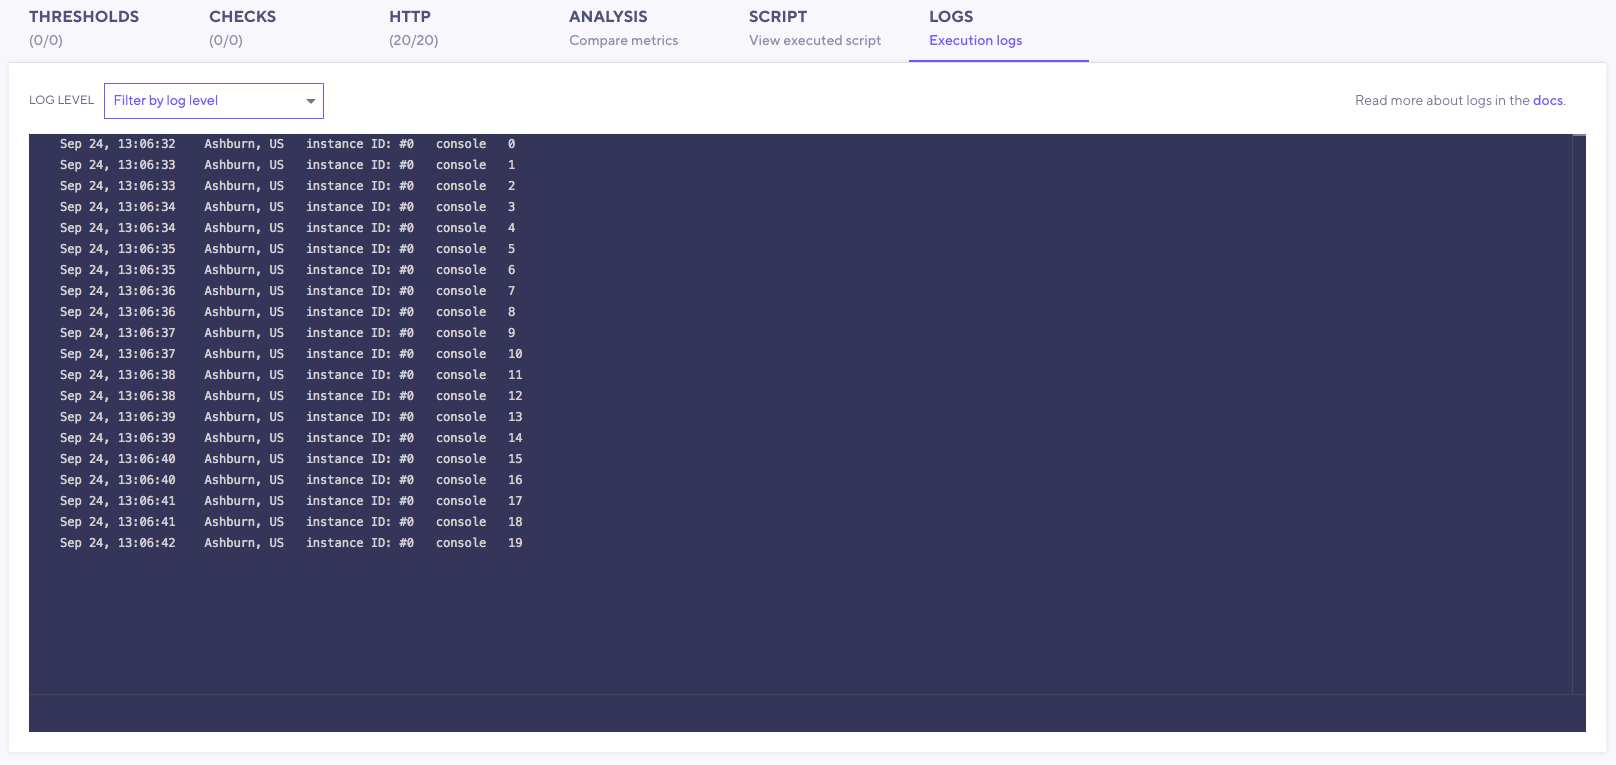 THRESHOLDS CHECKS HTTP ANALYSIS SCRIPT LOGS
(0/0) (0/0) (20/20) Compare metrics View executed script Execution logs
LOG LEVEL Filter by log level Read more about logs in the docs.
Sep 24, 13:06:32 Ashburn, US instance ID: #0 console 0
Sep 24, 13:06:33 Ashburn, US instance ID: #0 console 1
Sep 24, 13:06:33 Ashburn, US instance ID: #0 console 2
Sep 24, 13:06:34 Ashburn, US instance ID: #0 console 3
Sep 24, 13:06:34 Ashburn, US instance ID: #0 console 4
Sep 24, 13:06:35 Ashburn, US instance ID: #0 console 5
Sep 24, 13:06:35 Ashburn, US instance ID: #0 console 6
Sep 24, 13:06:36 Ashburn, US instance ID: #0 console 7
Sep 24, 13:06:36 Ashburn, US instance ID: #0 console 8
Sep 24, 13:06:37 Ashburn, US instance ID: #0 console 9
Sep 24, 13:06:37 Ashburn, US instance ID: #0 console 10
Sep 24, 13:06:38 Ashburn, US instance ID: #0 console 11
Sep 24, 13:06:38 Ashburn, US instance ID: #0 console 12
Sep 24, 13:06:39 Ashburn, US instance ID: #0 console 13
Sep 24, 13:06:39 Ashburn, US instance ID: #0 console 14
Sep 24, 13:06:40 Ashburn, US instance ID: #0 console 15
Sep 24, 13:06:40 Ashburn, US instance ID: #0 console 16
Sep 24, 13:06:41 Ashburn, US instance ID: #0 console 17
Sep 24, 13:06:41 Ashburn, US instance ID: #0 console 18
Sep 24, 13:06:42 Ashburn, US instance ID: #0 console 19